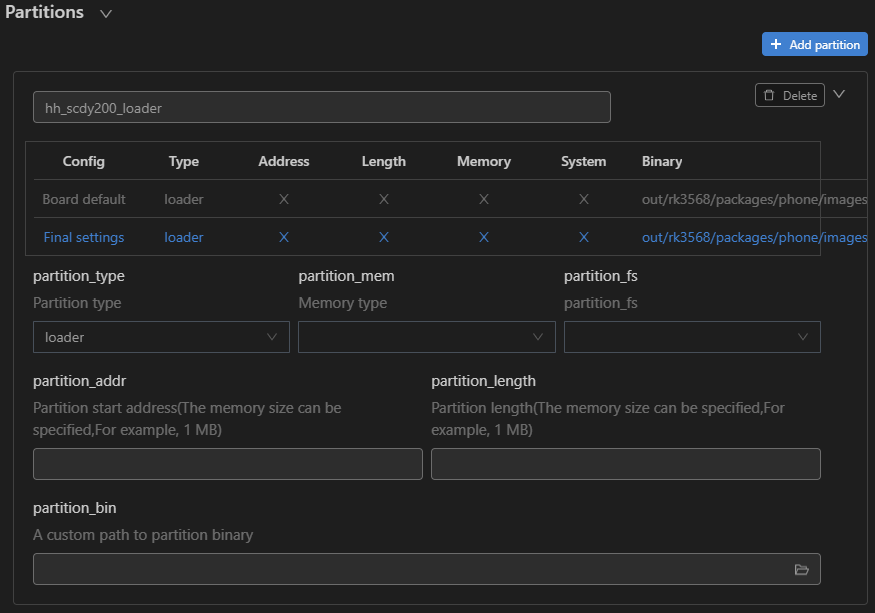 Partitions
+ Add partition
hh_scdy200_loader
Delete
Config Type Address Length Memory System Binary
Board default loader X X X X out/rk3568/packages/phone/images
Final settings loader X X X X out/rk3568/packages/phone/images
partition_type partition_mem partition_fs
Partition type Memory type partition_fs
loader
partition_addr partition_length
Partition start address(The memory size can be Partition length(The memory size can be specified,For
specified,For example, 1 MB) example, 1 MB)
partition_bin
A custom path to partition binary